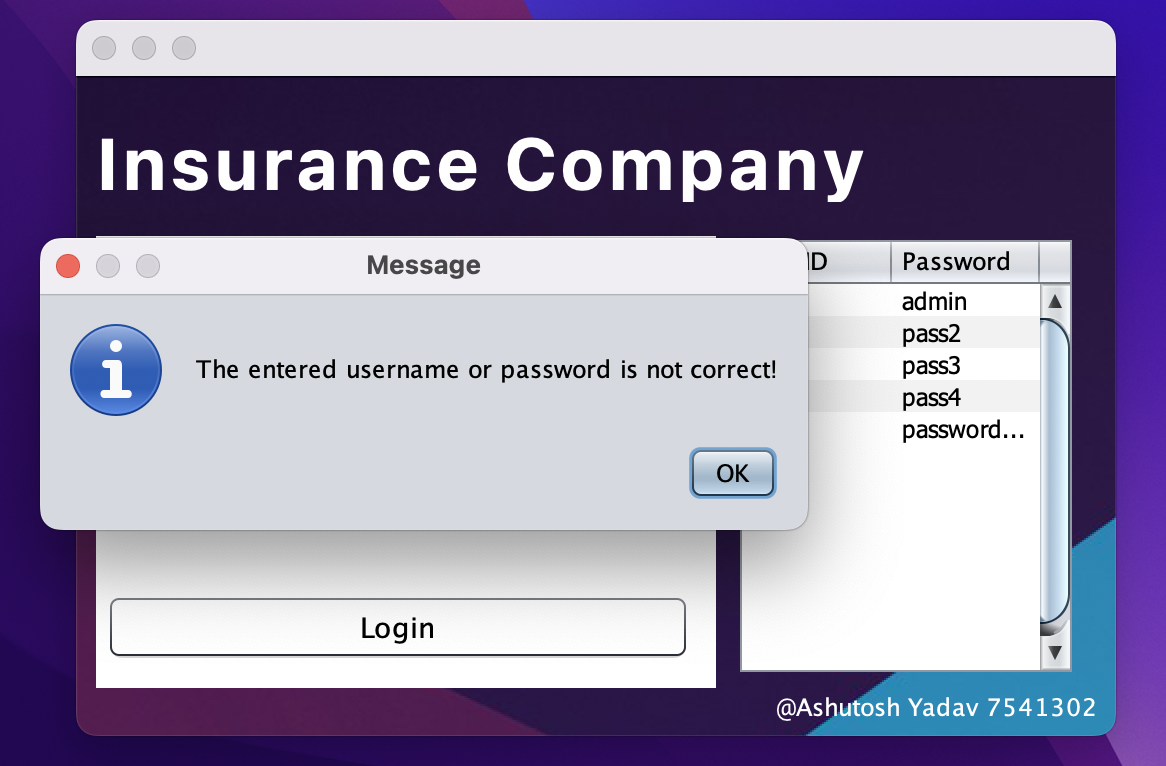 Insurance Company
Message
The entered username or password is not correct!
OK
ID Password
admin
pass2
pass3
pass4
password...
Login
@Ashutosh Yadav 7541302